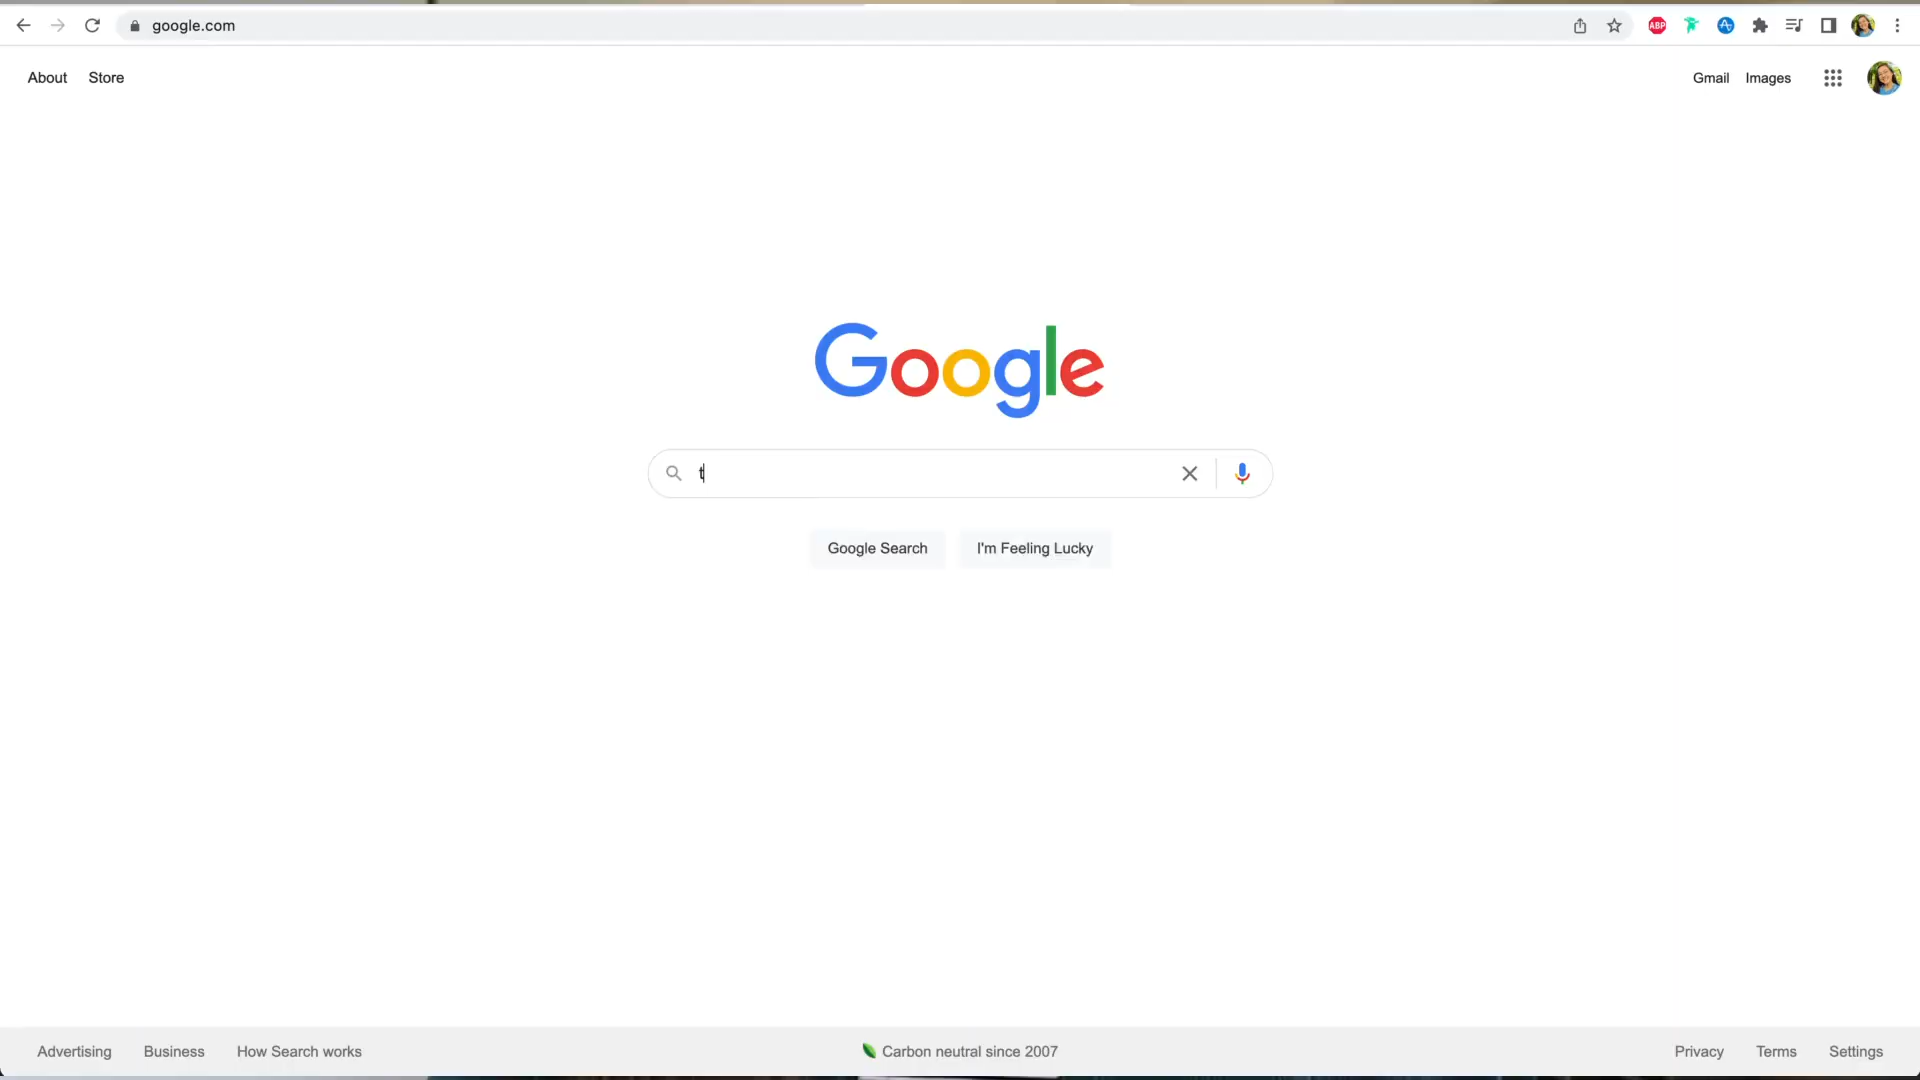 google.com
ABP
About Store
Gmail Images
Google
t
Google Search I'm Feeling Lucky
Advertising Business How Search works
Carbon neutral since 2007
Privacy Terms Settings